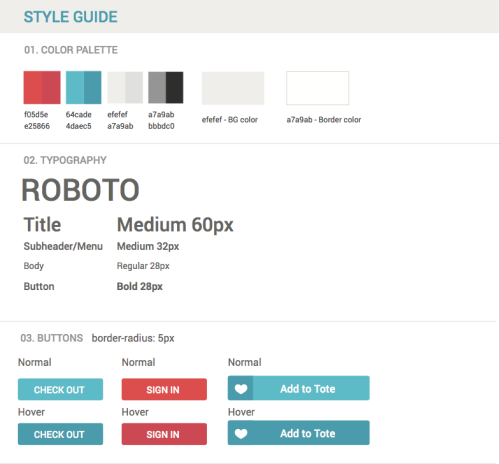 STYLE GUIDE
01. COLOR PALETTE
f05d5e 64cade efefef a7a9ab
e25866 4daec5 a7a9ab bbbdc0
efefef - BG color a7a9ab - Border color
02. TYPOGRAPHY
ROBOTO
Title Medium 60px
Subheader/Menu Medium 32px
Body Regular 28px
Button Bold 28px
03. BUTTONS border-radius: 5px
Normal Normal Normal
CHECK OUT SIGN IN Add to Tote
Hover Hover Hover
CHECK OUT SIGN IN Add to Tote